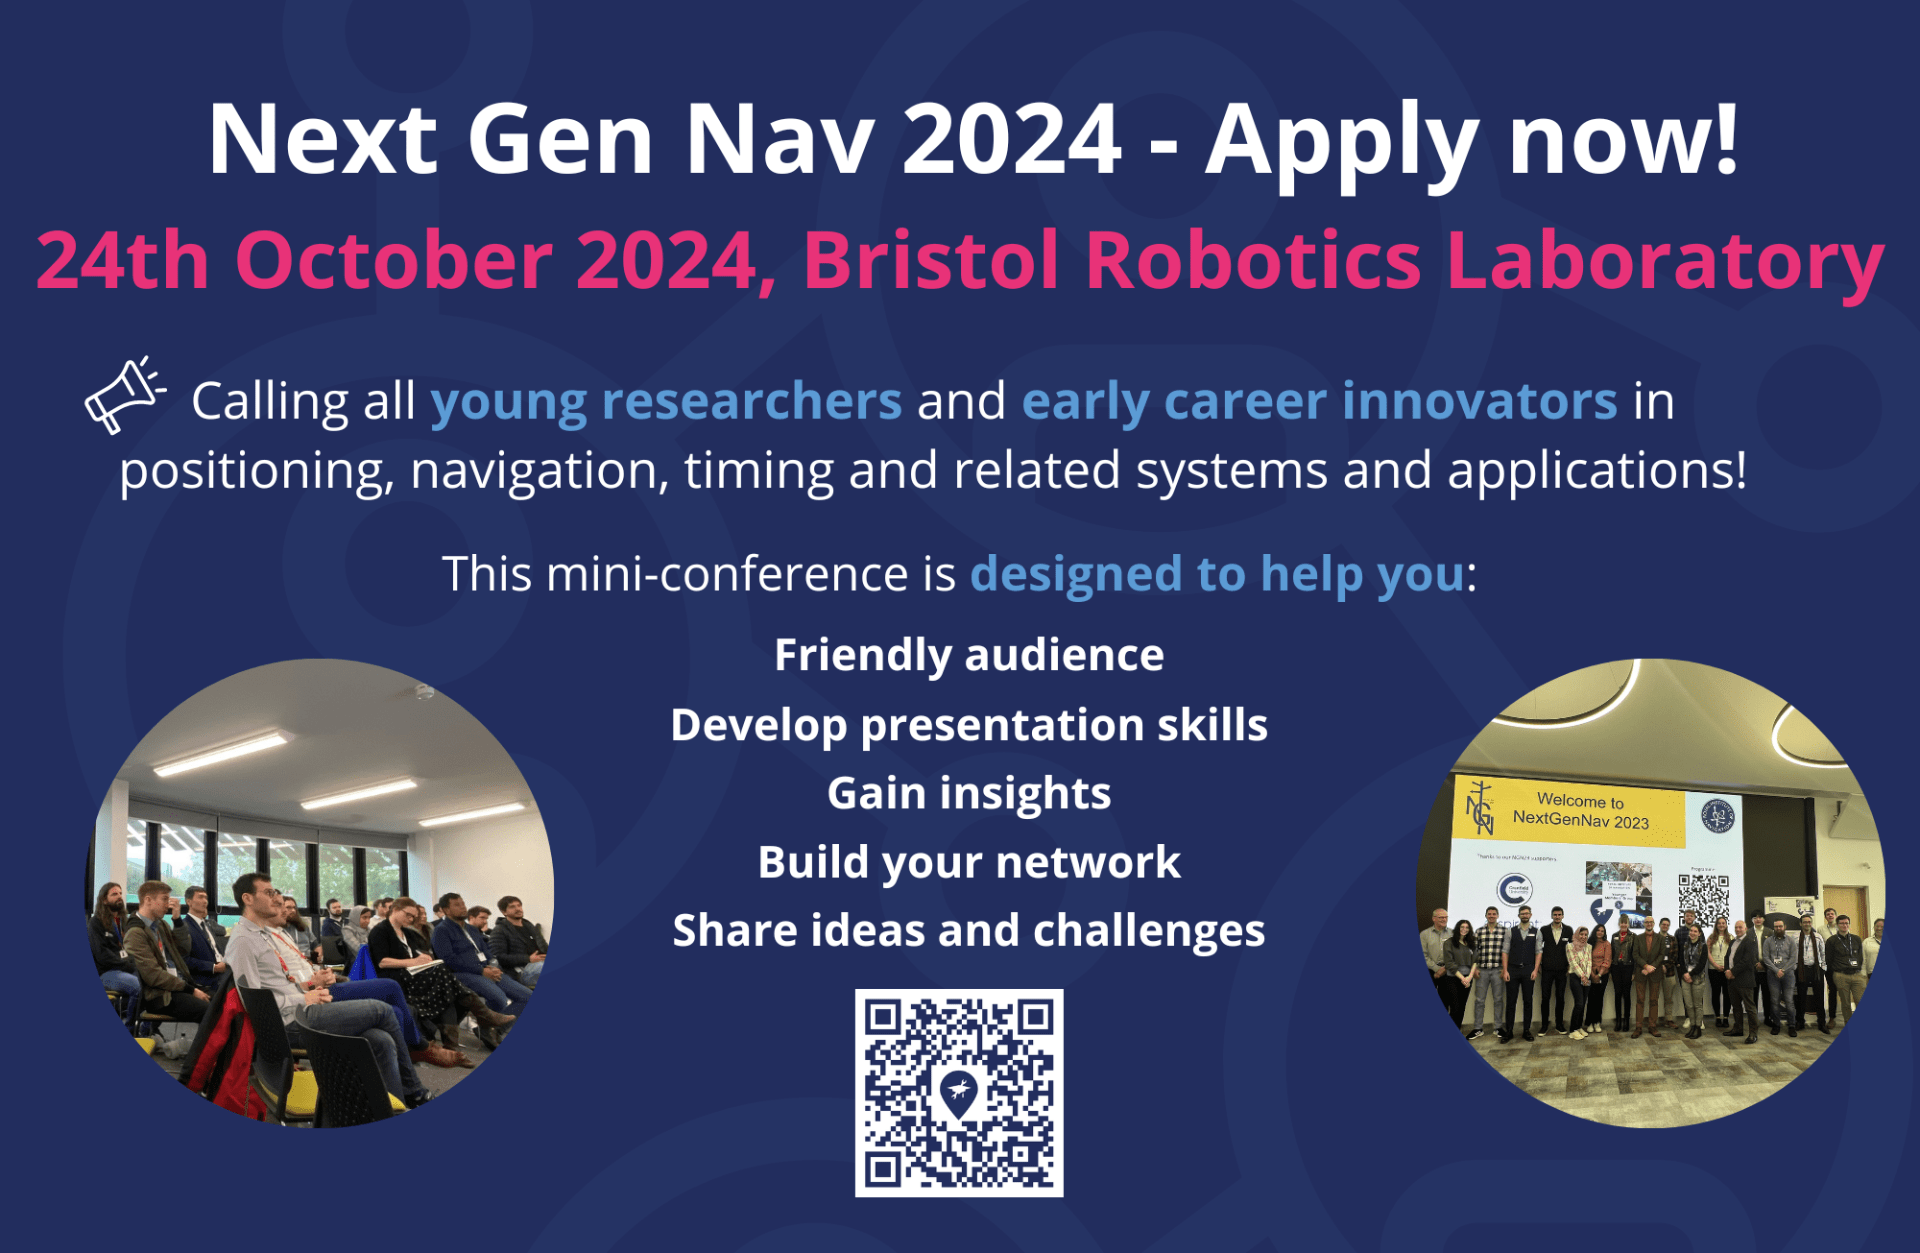 Next Gen Nav 2024 - Apply now!
24th October 2024, Bristol Robotics Laboratory
Calling all young researchers and early career innovators in
positioning, navigation, timing and related systems and applications!
This mini-conference is designed to help you:
Friendly audience
Develop presentation skills
Gain insights
Build your network
Share ideas and challenges
NGN
Welcome to
NextGenNav 2023